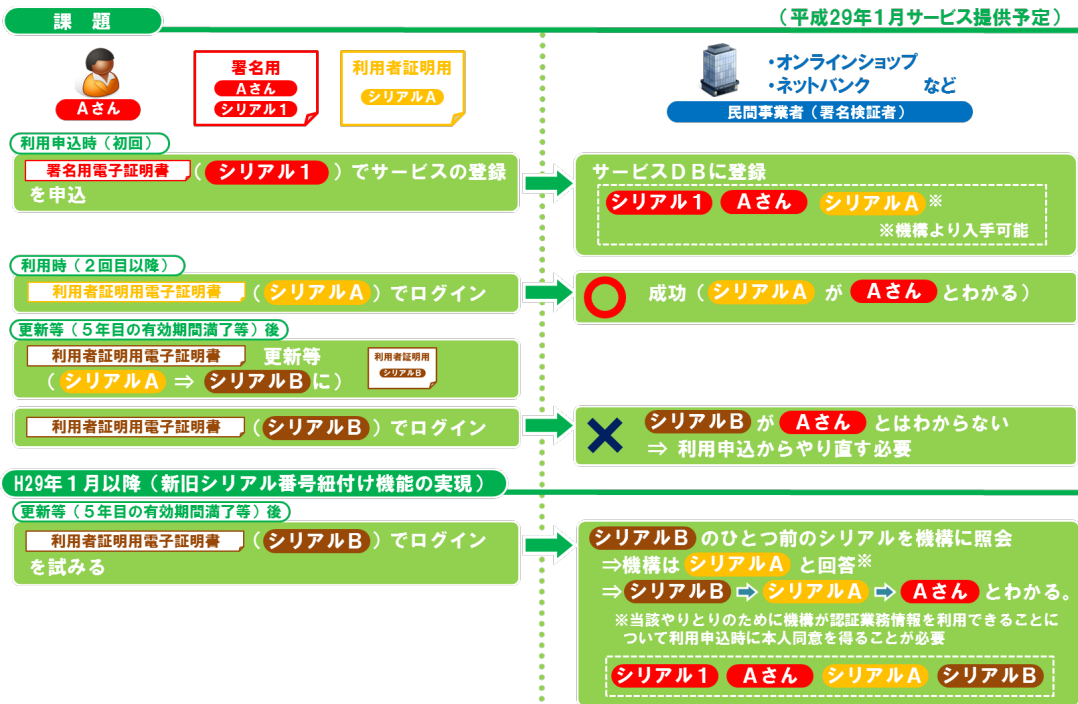 課題
（平成29年1月サービス提供予定）
Aさん
署名用
Aさん
シリアル1
利用者証明用
シリアルA
・オンラインショップ
・ネットバンク　など
民間事業者（署名検証者）
利用申込時（初回）
署名用電子証明書（シリアル1）でサービスの登録
を申込
サービスＤＢに登録
シリアル1 Aさん シリアルA※
※機構より入手可能
利用時（２回目以降）
利用者証明用電子証明書（シリアルA）でログイン
成功（シリアルA が Aさん とわかる）
更新等（５年目の有効期間満了等）後
利用者証明用電子証明書 更新等
（シリアルA ⇒ シリアルB に）
利用者証明用
シリアルB
利用者証明用電子証明書（シリアルB）でログイン
シリアルB が Aさん とはわからない
⇒ 利用申込からやり直す必要
H29年１月以降（新旧シリアル番号紐付け機能の実現）
更新等（５年目の有効期間満了等）後
利用者証明用電子証明書（シリアルB）でログイン
を試みる
シリアルB のひとつ前のシリアルを機構に照会
⇒機構は シリアルA と回答※
⇒シリアルB ⇨ シリアルA ⇨ Aさん とわかる。
※当該やりとりのために機構が認証業務情報を利用できることに
ついて利用申込時に本人同意を得ることが必要
シリアル1 Aさん シリアルA シリアルB